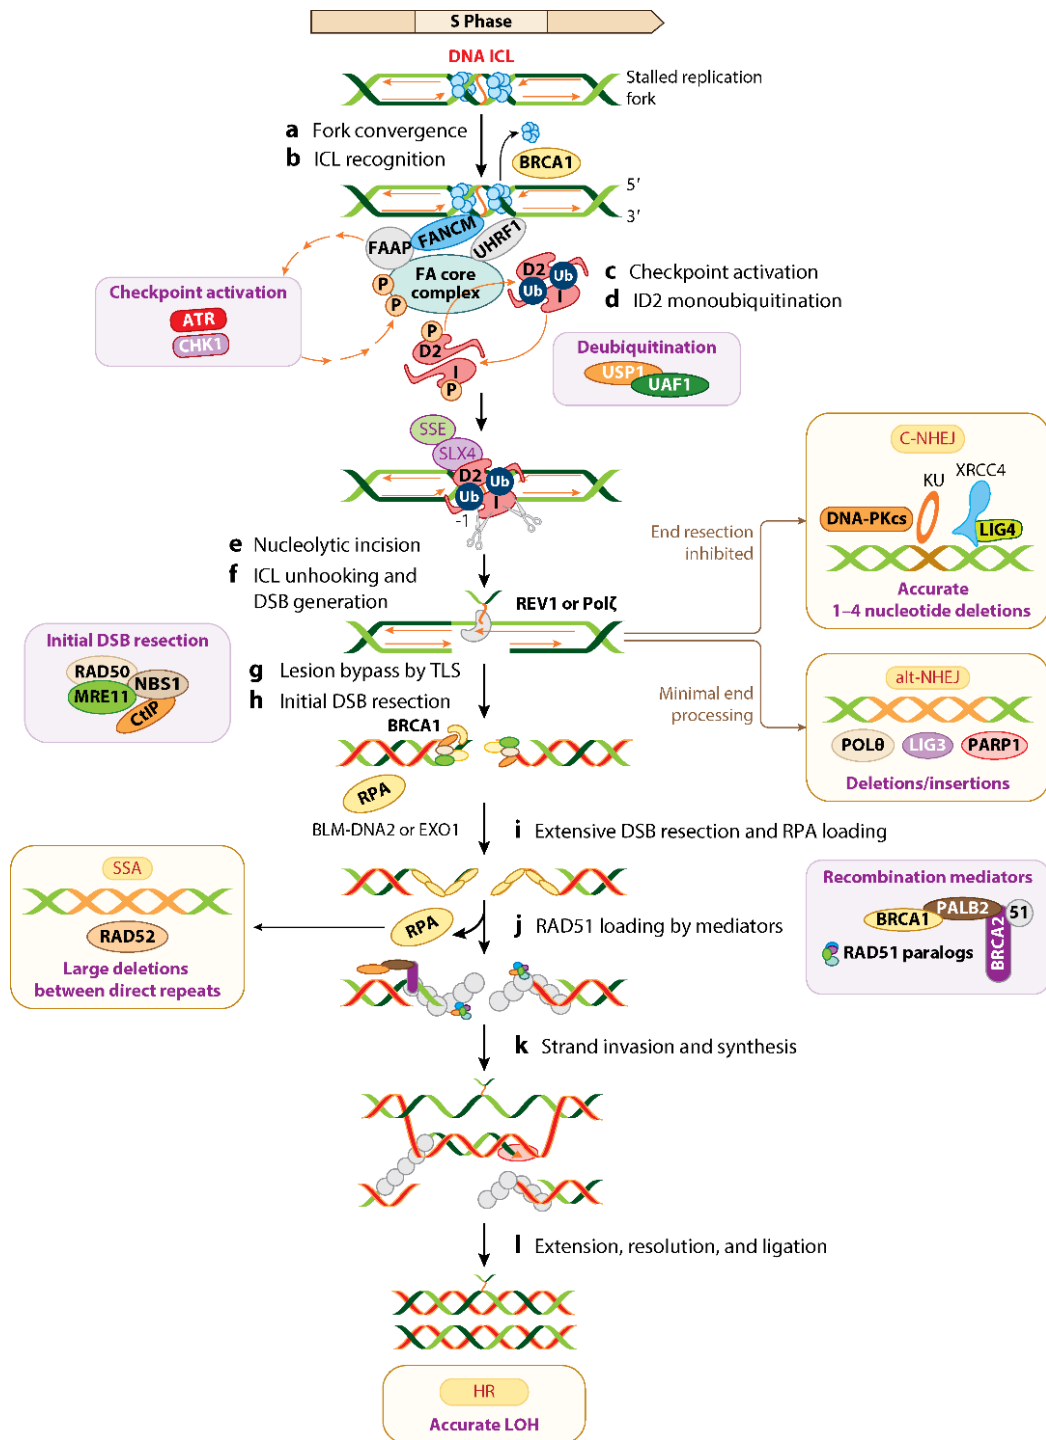 S Phase
DNA ICL
Stalled replication
fork
a Fork convergence
b ICL recognition
BRCA1
5′
3′
FAAP
FANCM
UHRF1
FA core
complex
P
P
D2
Ub
Ub
I
c Checkpoint activation
d ID2 monoubiquitination
Checkpoint activation
ATR
CHK1
P
D2
I
P
Deubiquitination
USP1
UAF1
SSE
SLX4
D2
Ub
Ub
I
-1
e Nucleolytic incision
f ICL unhooking and
DSB generation
End resection
inhibited
C-NHEJ
KU
XRCC4
DNA-PKcs
LIG4
Accurate
1–4 nucleotide deletions
REV1 or Polζ
Initial DSB resection
RAD50
NBS1
MRE11
CtIP
g Lesion bypass by TLS
h Initial DSB resection
Minimal end
processing
alt-NHEJ
POLθ
LIG3
PARP1
Deletions/insertions
BRCA1
RPA
BLM-DNA2 or EXO1
i Extensive DSB resection and RPA loading
SSA
RAD52
Large deletions
between direct repeats
RPA
j RAD51 loading by mediators
Recombination mediators
BRCA1
PALB2
51
BRCA2
RAD51 paralogs
k Strand invasion and synthesis
l Extension, resolution, and ligation
HR
Accurate LOH